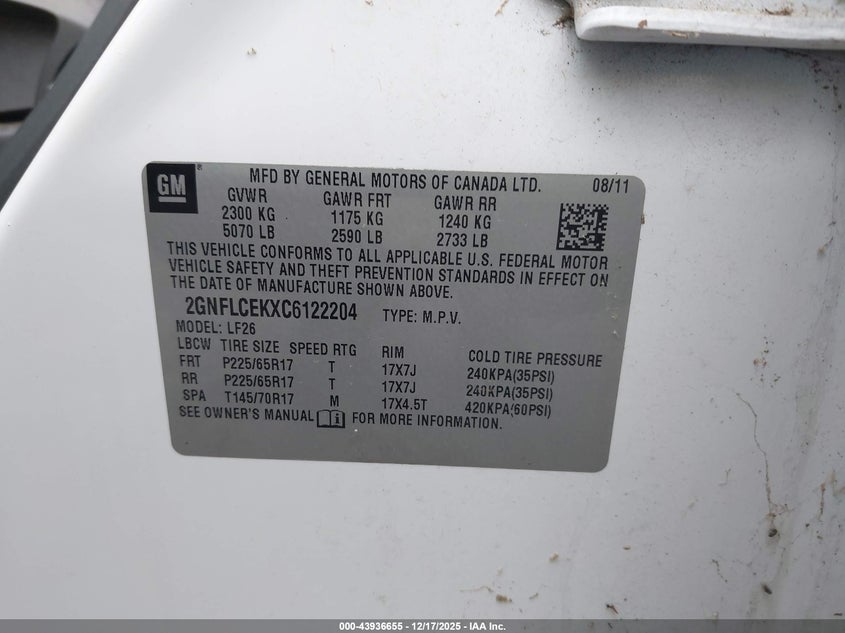 GM ®
MFD BY GENERAL MOTORS OF CANADA LTD. 08/11
GVWR GAWR FRT GAWR RR
2300 KG 1175 KG 1240 KG
5070 LB 2590 LB 2733 LB
THIS VEHICLE CONFORMS TO ALL APPLICABLE U.S. FEDERAL MOTOR
VEHICLE SAFETY AND THEFT PREVENTION STANDARDS IN EFFECT ON
THE DATE OF MANUFACTURE SHOWN ABOVE.
2GNFLCEKXC6122204 TYPE: M.P.V.
MODEL: LF26
LBCW TIRE SIZE SPEED RTG RIM COLD TIRE PRESSURE
FRT P225/65R17 T 17X7J 240KPA(35PSI)
RR P225/65R17 T 17X7J 240KPA(35PSI)
SPA T145/70R17 M 17X4.5T 420KPA(60PSI)
SEE OWNER'S MANUAL FOR MORE INFORMATION.
000-43936655 - 12/17/2025 - IAA Inc.